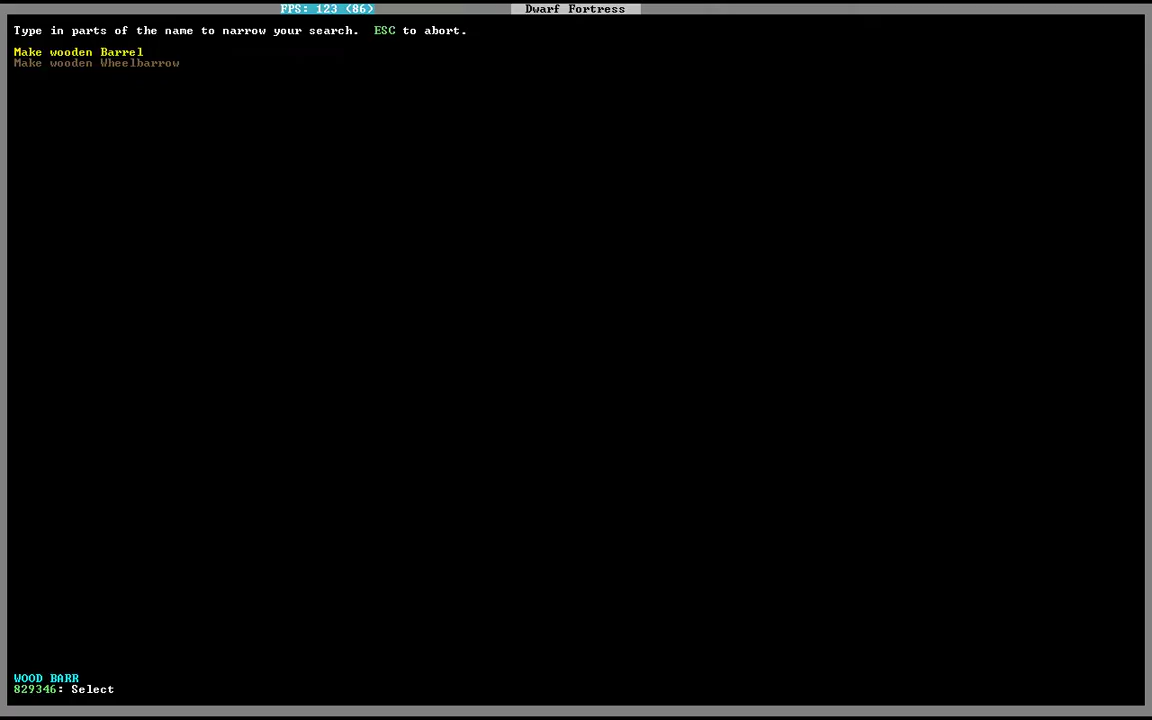 FPS: 123 (86)
Dwarf Fortress
Type in parts of the name to narrow your search.  ESC to abort.
Make wooden Barrel
Make wooden Wheelbarrow
WOOD BARR
829346: Select